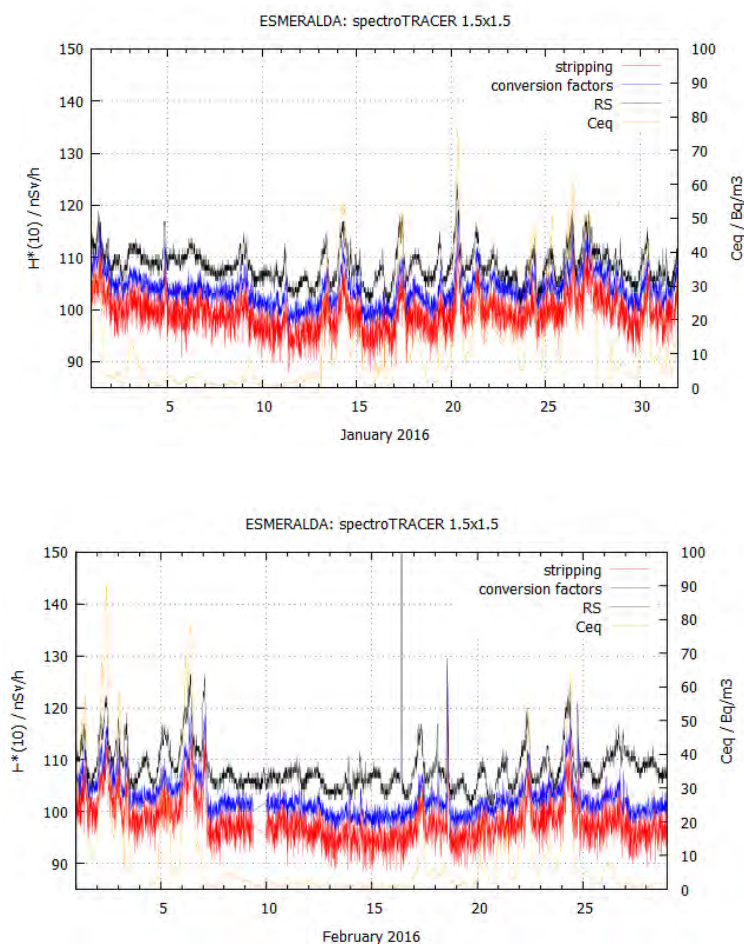 ESMERALDA: spectroTRACER 1.5x1.5
150
140
130
120
110
100
90
H*(10) / nSv/h
stripping
conversion factors
RS
Ceq
100
90
80
70
60
50
40
30
20
10
0
Ceq / Bq/m3
5
10
15
20
25
30
January 2016
ESMERALDA: spectroTRACER 1.5x1.5
150
140
130
120
110
100
90
H*(10) / nSv/h
stripping
conversion factors
RS
Ceq
100
90
80
70
60
50
40
30
20
10
0
Ceq / Bq/m3
5
10
15
20
25
February 2016